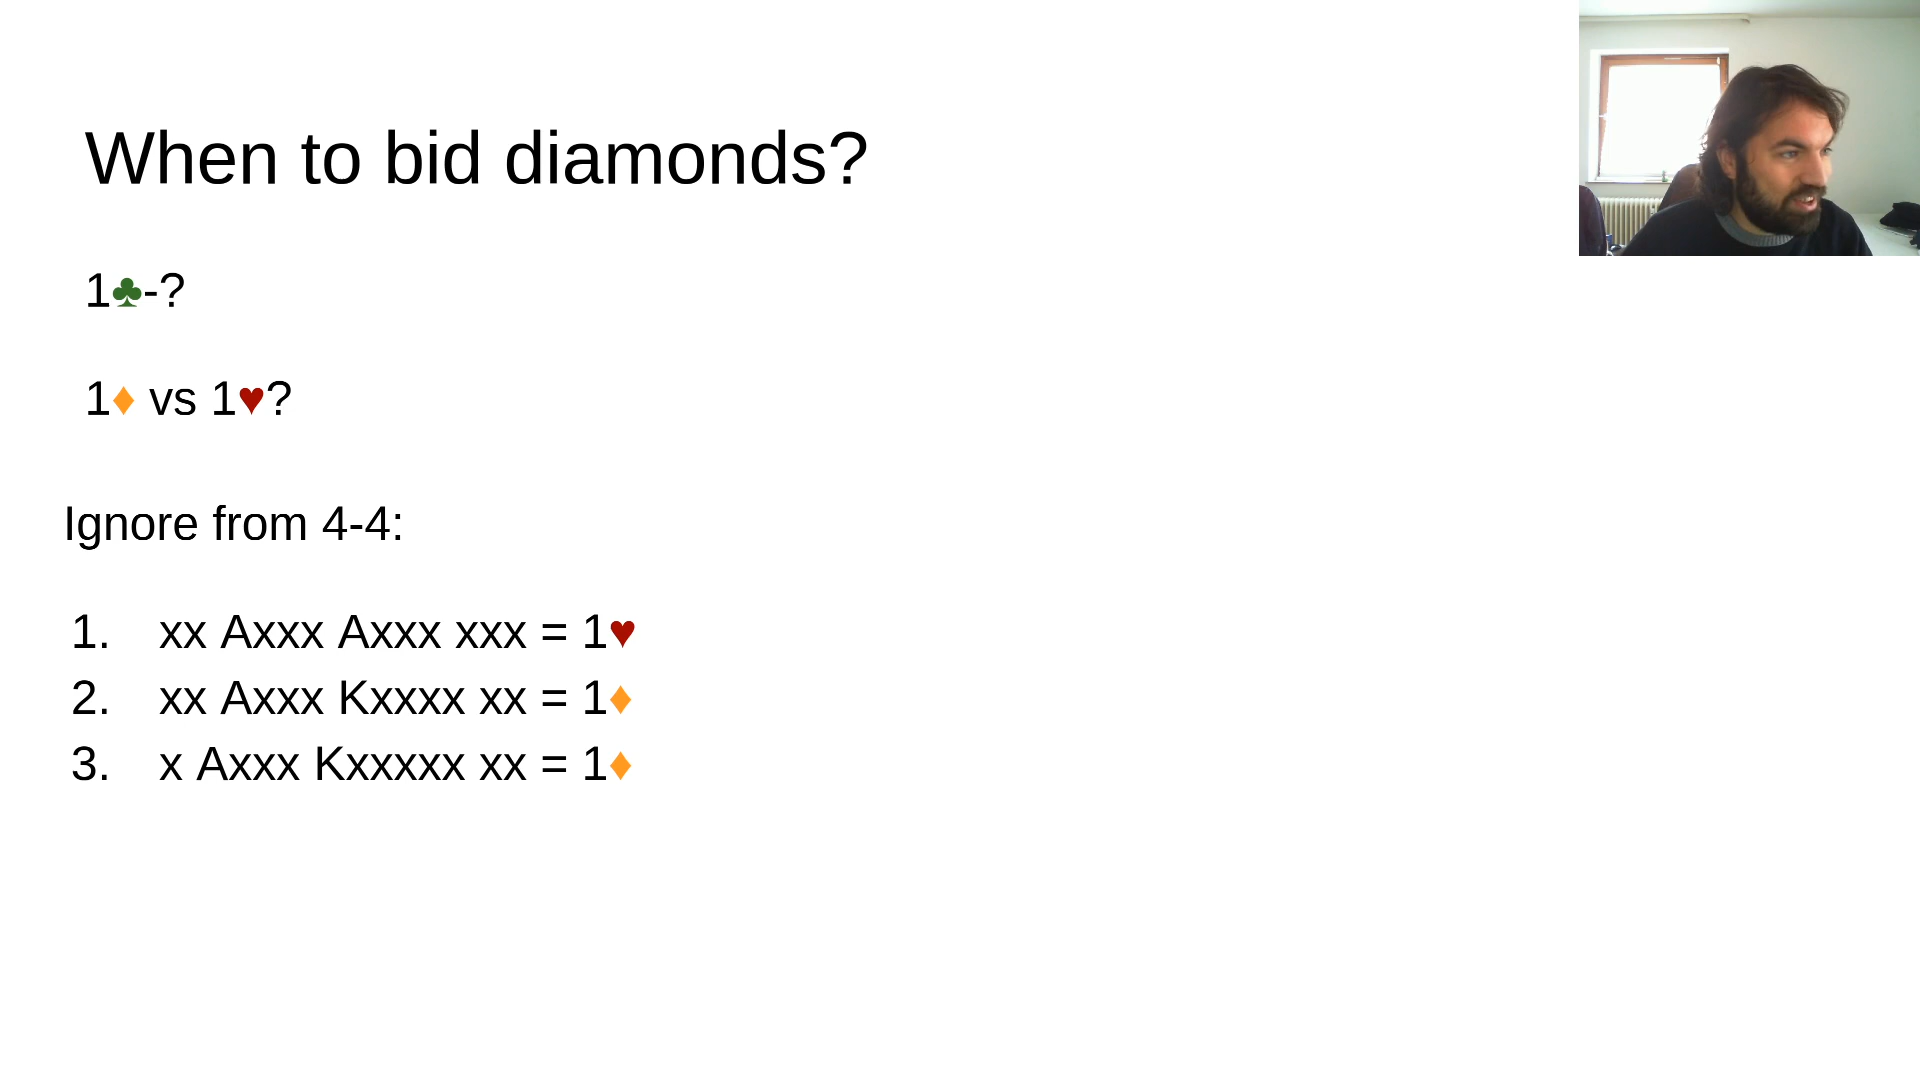 When to bid diamonds?
1♣-?
1♦ vs 1♥?
Ignore from 4-4:
1. xx Axxx Axxx xxx = 1♥
2. xx Axxx Kxxxx xx = 1♦
3. x Axxx Kxxxxx xx = 1♦